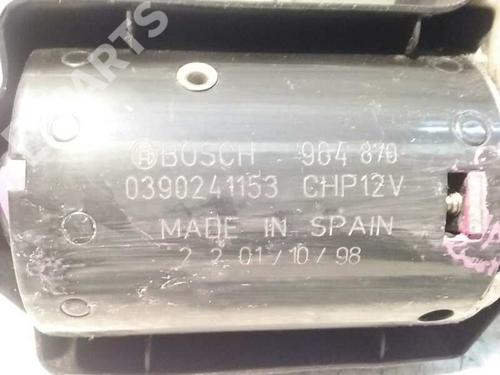 PARTS
BOSCH 964 870
0390241153 CHP12V
MADE IN SPAIN
2 2 01/10/98